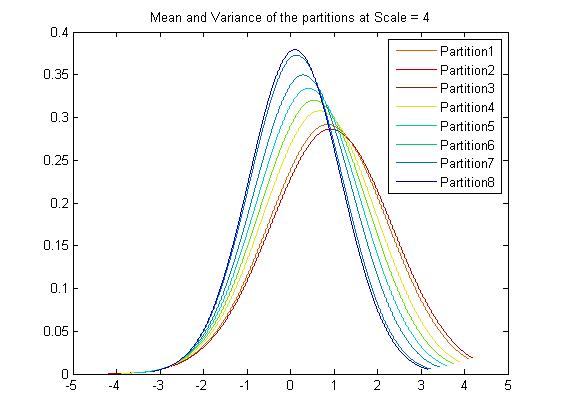 Mean and Variance of the partitions at Scale = 4
0.4
0.35
0.3
0.25
0.2
0.15
0.1
0.05
0
-5 -4 -3 -2 -1 0 1 2 3 4 5
Partition1
Partition2
Partition3
Partition4
Partition5
Partition6
Partition7
Partition8